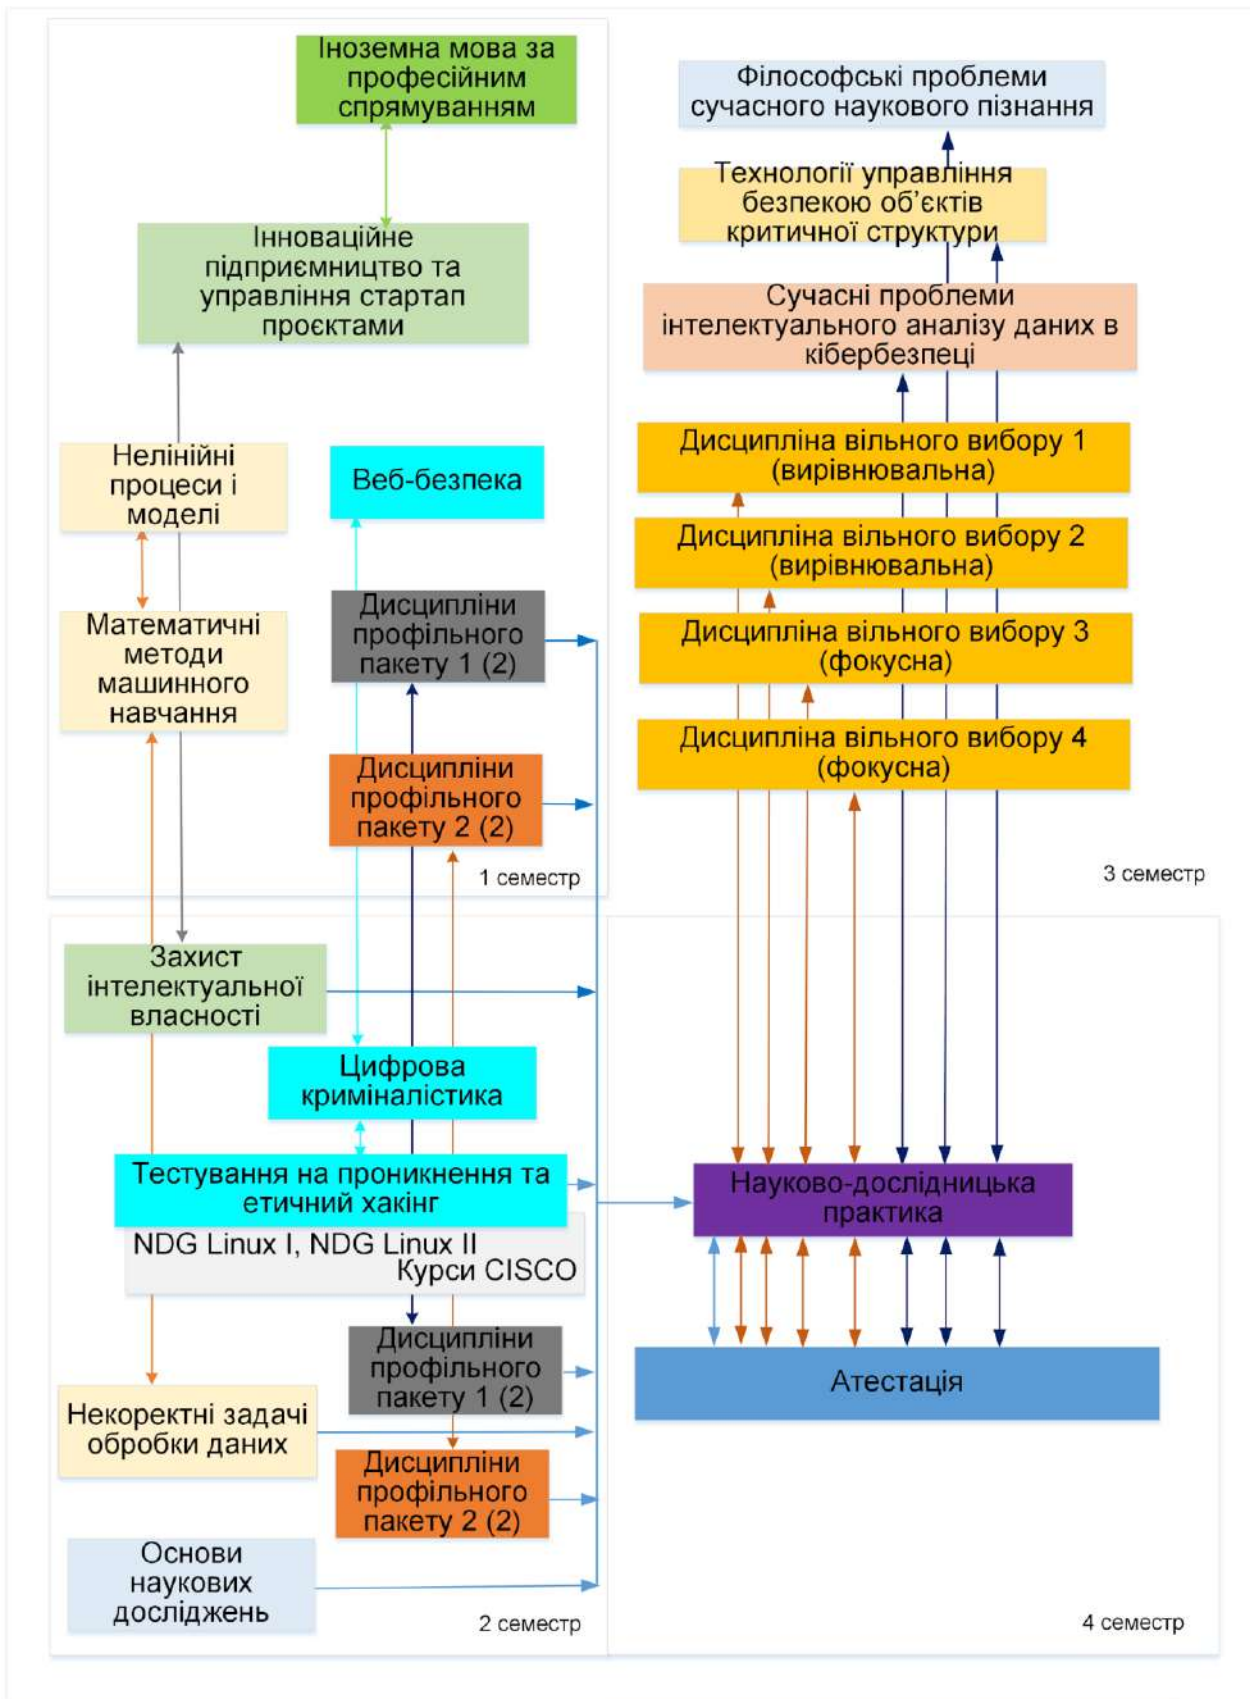 Іноземна мова за
професійним
спрямуванням
Інноваційне
підприємництво та
управління стартап
проєктами
Нелінійні
процеси і
моделі
Веб-безпека
Математичні
методи
машинного
навчання
Дисципліни
профільного
пакету 1 (2)
Дисципліни
профільного
пакету 2 (2)
1 семестр
Філософські проблеми
сучасного наукового пізнання
Технології управління
безпекою об’єктів
критичної структури
Сучасні проблеми
інтелектуального аналізу даних в
кібербезпеці
Дисципліна вільного вибору 1
(вирівнювальна)
Дисципліна вільного вибору 2
(вирівнювальна)
Дисципліна вільного вибору 3
(фокусна)
Дисципліна вільного вибору 4
(фокусна)
3 семестр
Захист
інтелектуальної
власності
Цифрова
криміналістика
Тестування на проникнення та
етичний хакінг
NDG Linux I, NDG Linux II
Курси CISCO
Дисципліни
профільного
пакету 1 (2)
Некоректні задачі
обробки даних
Дисципліни
профільного
пакету 2 (2)
Основи
наукових
досліджень
2 семестр
Науково-дослідницька
практика
Атестація
4 семестр